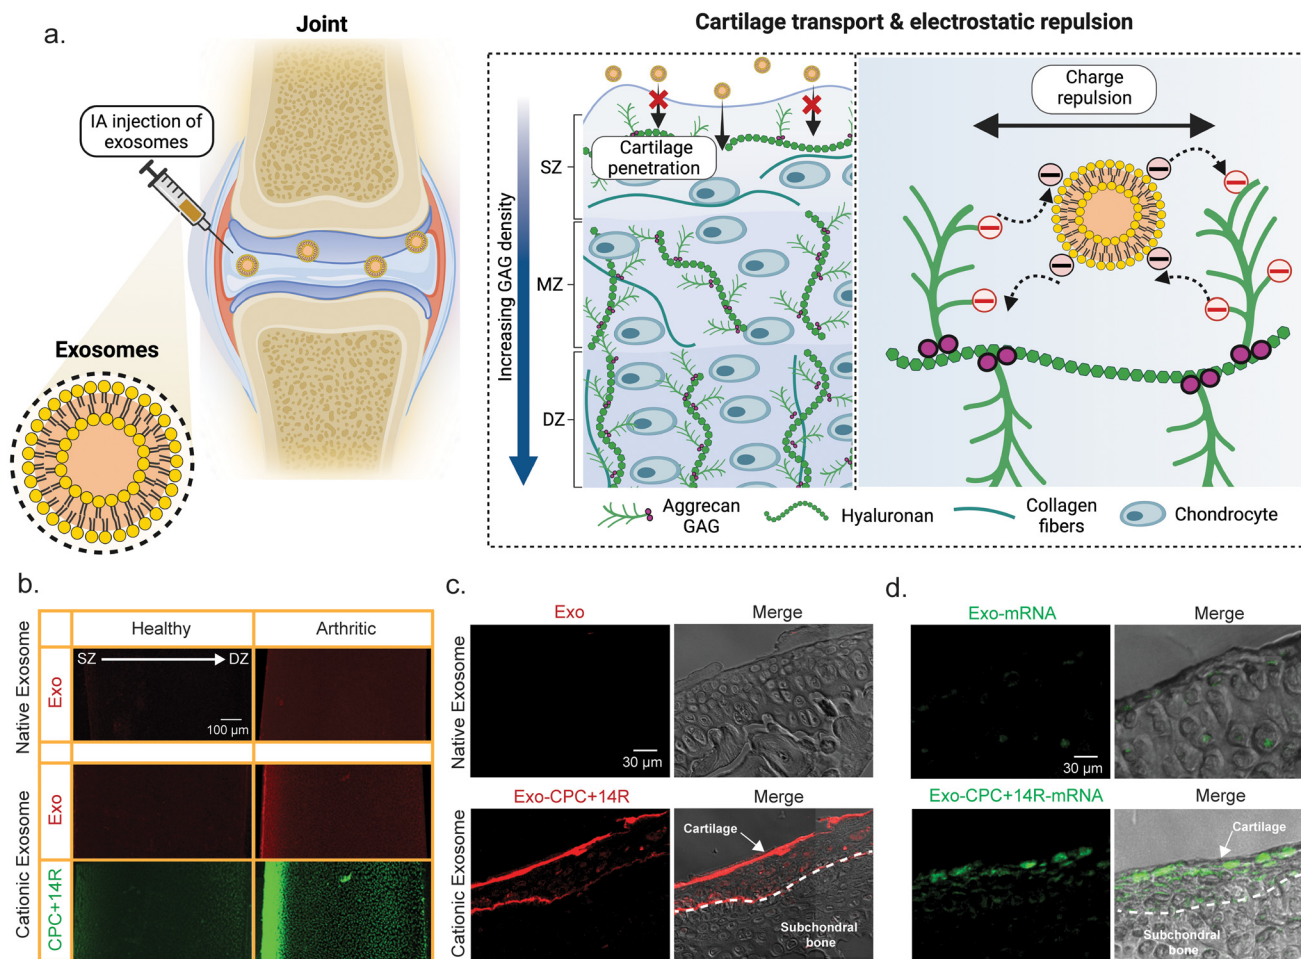 a.
Joint
IA injection of
exosomes
Exosomes
Cartilage transport & electrostatic repulsion
Increasing GAG density
SZ
MZ
DZ
Cartilage
penetration
Charge
repulsion
Aggrecan
GAG
Hyaluronan
Collagen
fibers
Chondrocyte
b.
Healthy
Arthritic
Native Exosome
Exo
SZ
DZ
100 µm
Cationic Exosome
Exo
CPC+14R
c.
Exo
Merge
Native Exosome
30 µm
Exo-CPC+14R
Merge
Cationic Exosome
Cartilage
Subchondral
bone
d.
Exo-mRNA
Merge
30 µm
Exo-CPC+14R-mRNA
Merge
Cartilage
Subchondral
bone